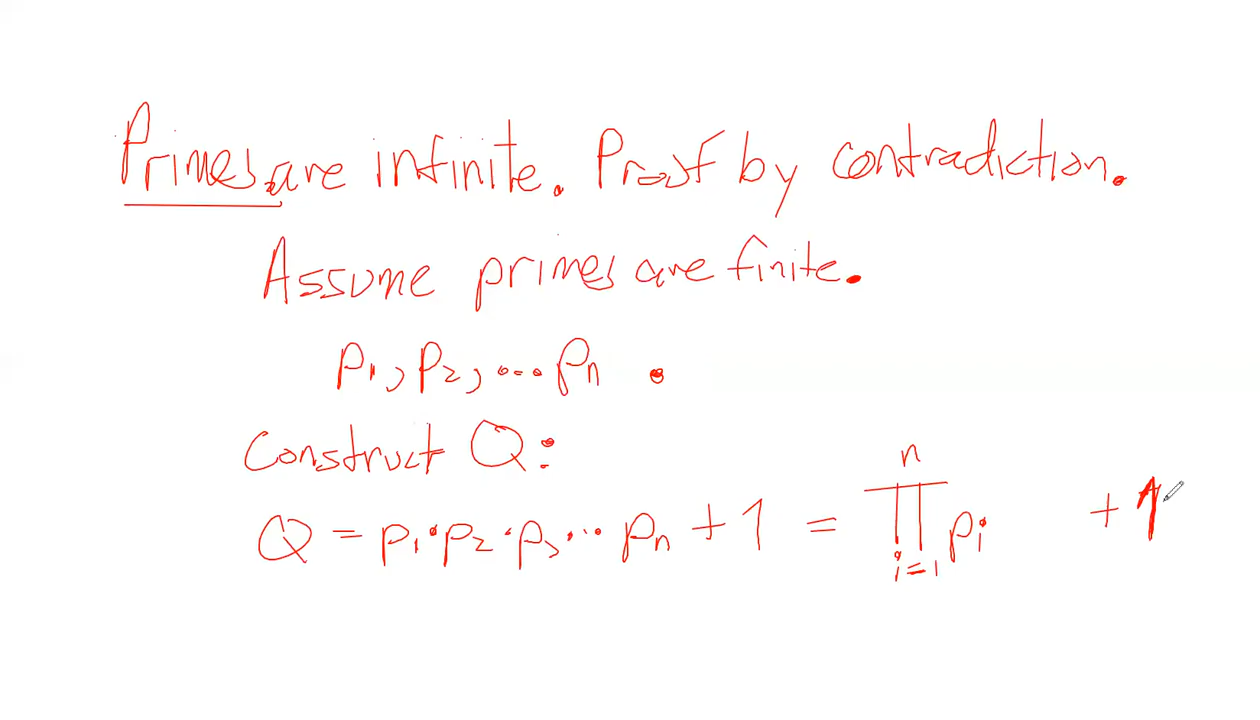 Primes are infinite. Proof by contradiction.
Assume primes are finite.
p₁, p₂, ... pₙ .
Construct Q:
Q = p₁·p₂·p₃... pₙ + 1 = ∏ᵢ₌₁ⁿ pᵢ + 1